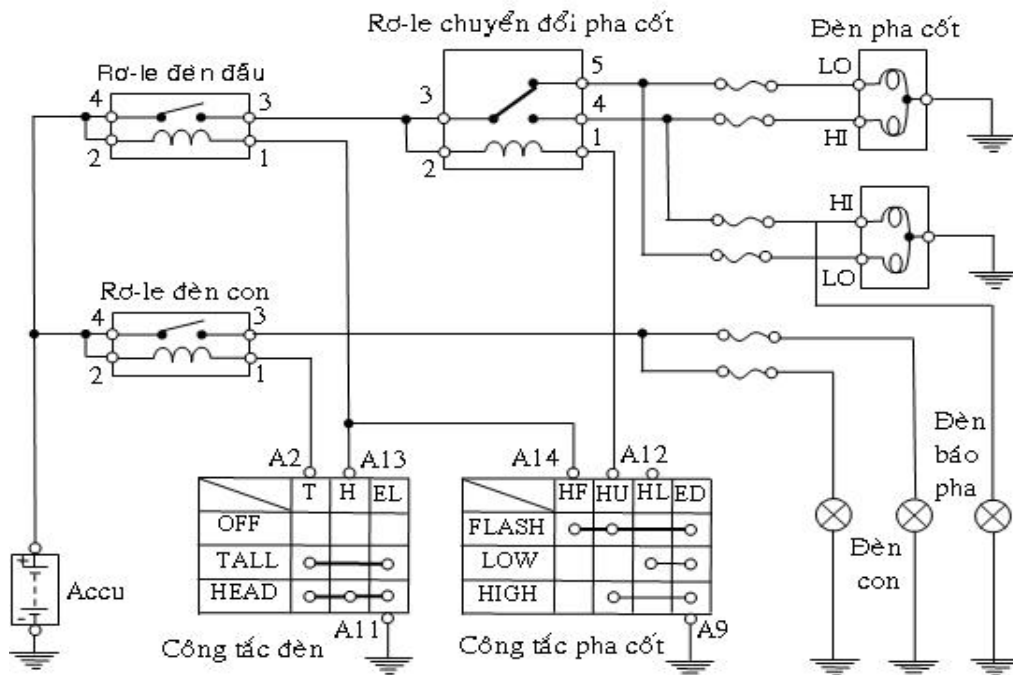 Rơ-le chuyển đổi pha cốt
Đèn pha cốt
Rơ-le đèn đầu
4
3
2
1
3
2
5
4
1
LO
HI
HI
LO
Rơ-le đèn con
4
3
2
1
Đèn
báo
pha
A2
A13
A14
A12
T H EL
OFF
TALL
HEAD
HF HU HL ED
FLASH
LOW
HIGH
+
-
Accu
Đèn
con
A11
A9
Công tắc đèn
Công tắc pha cốt